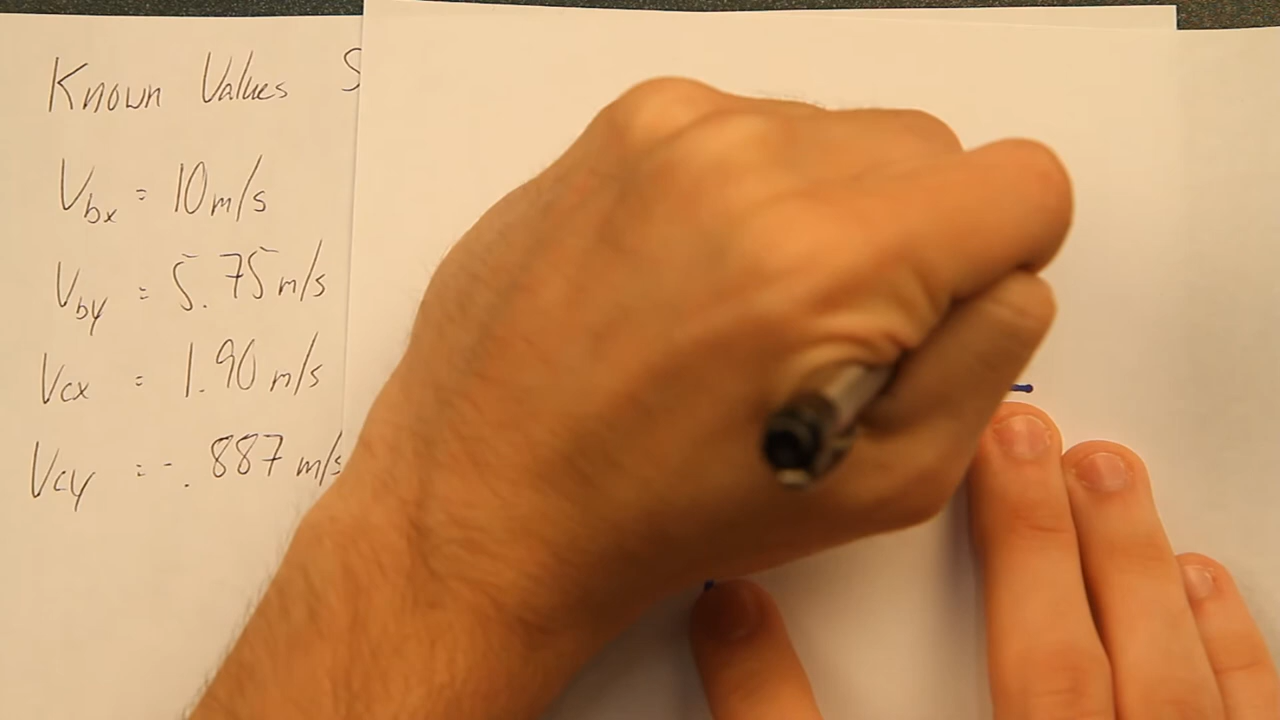 Known Values S
Vbx = 10 m/s
Vby = 5.75 m/s
Vcx = 1.90 m/s
Vcy = -.887 m/s